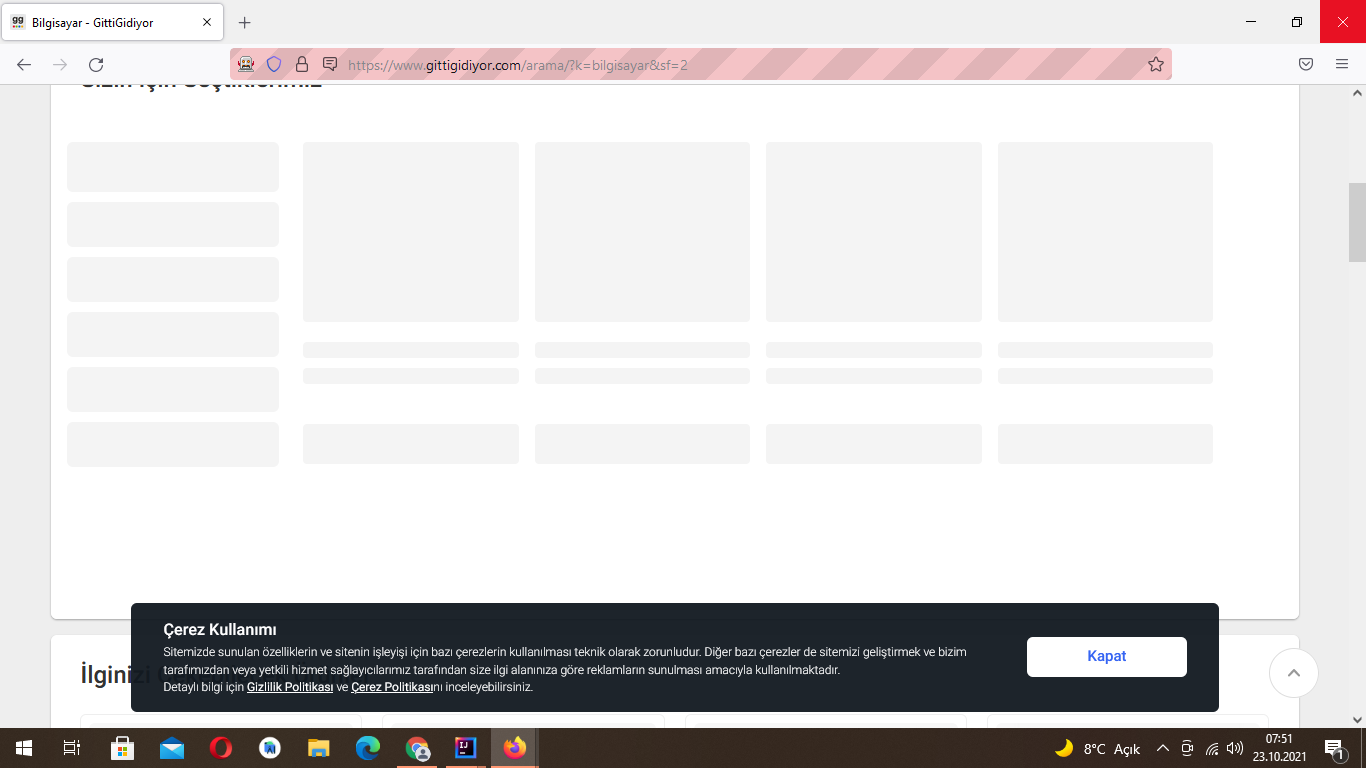 Bilgisayar - GittiGidiyor
https://www.gittigidiyor.com/arama/?k=bilgisayar&sf=2
Sizin İçin Seçtiklerimiz
Çerez Kullanımı
Sitemizde sunulan özelliklerin ve sitenin işleyişi için bazı çerezlerin kullanılması teknik olarak zorunludur. Diğer bazı çerezler de sitemizi geliştirmek ve bizim
tarafımızdan veya yetkili hizmet sağlayıcılarımız tarafından size ilgi alanınıza göre reklamların sunulması amacıyla kullanılmaktadır.
Detaylı bilgi için Gizlilik Politikası ve Çerez Politikasını inceleyebilirsiniz.
Kapat
İlginizi
8°C Açık
07:51
23.10.2021
1